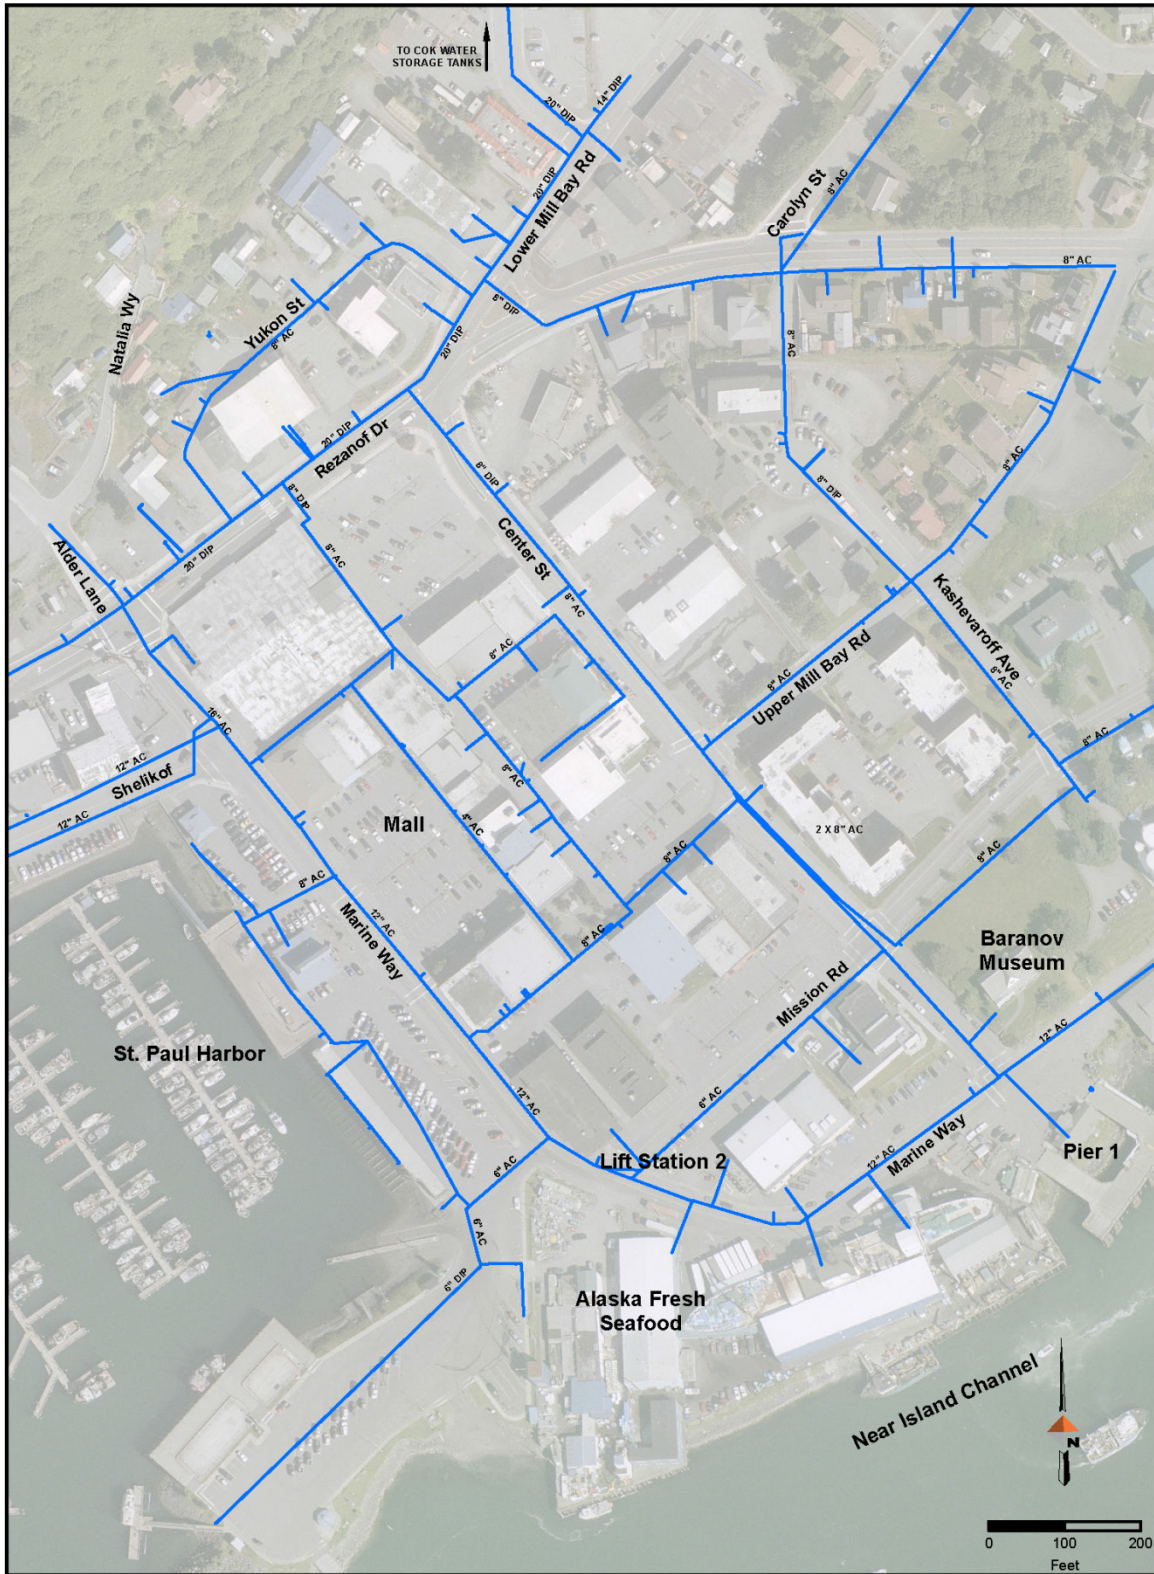 TO COK WATER
STORAGE TANKS
20" DIP
14" DIP
20" DIP
Lower Mill Bay Rd
Carolyn St
8" AC
8" AC
6" DIP
Natalia Wy
Yukon St
8" AC
20" DIP
8" AC
20" DIP
Rezanof Dr
8" DIP
8" DIP
8" AC
8" DIP
8" AC
Center St
20" DIP
Alder Lane
8" AC
8" AC
8" AC
Kashevaroff Ave
8" AC
Upper Mill Bay Rd
8" AC
16" AC
12" AC
Shelikof
12" AC
8" AC
8" AC
Mall
4" AC
2 X 8" AC
8" AC
8" AC
8" AC
12" AC
Marine Way
8" AC
Baranov
Museum
Mission Rd
12" AC
St. Paul Harbor
12" AC
6" AC
Lift Station 2
Marine Way
12" AC
Pier 1
6" AC
6" AC
6" DIP
Alaska Fresh
Seafood
Near Island Channel
N
0 100 200
Feet